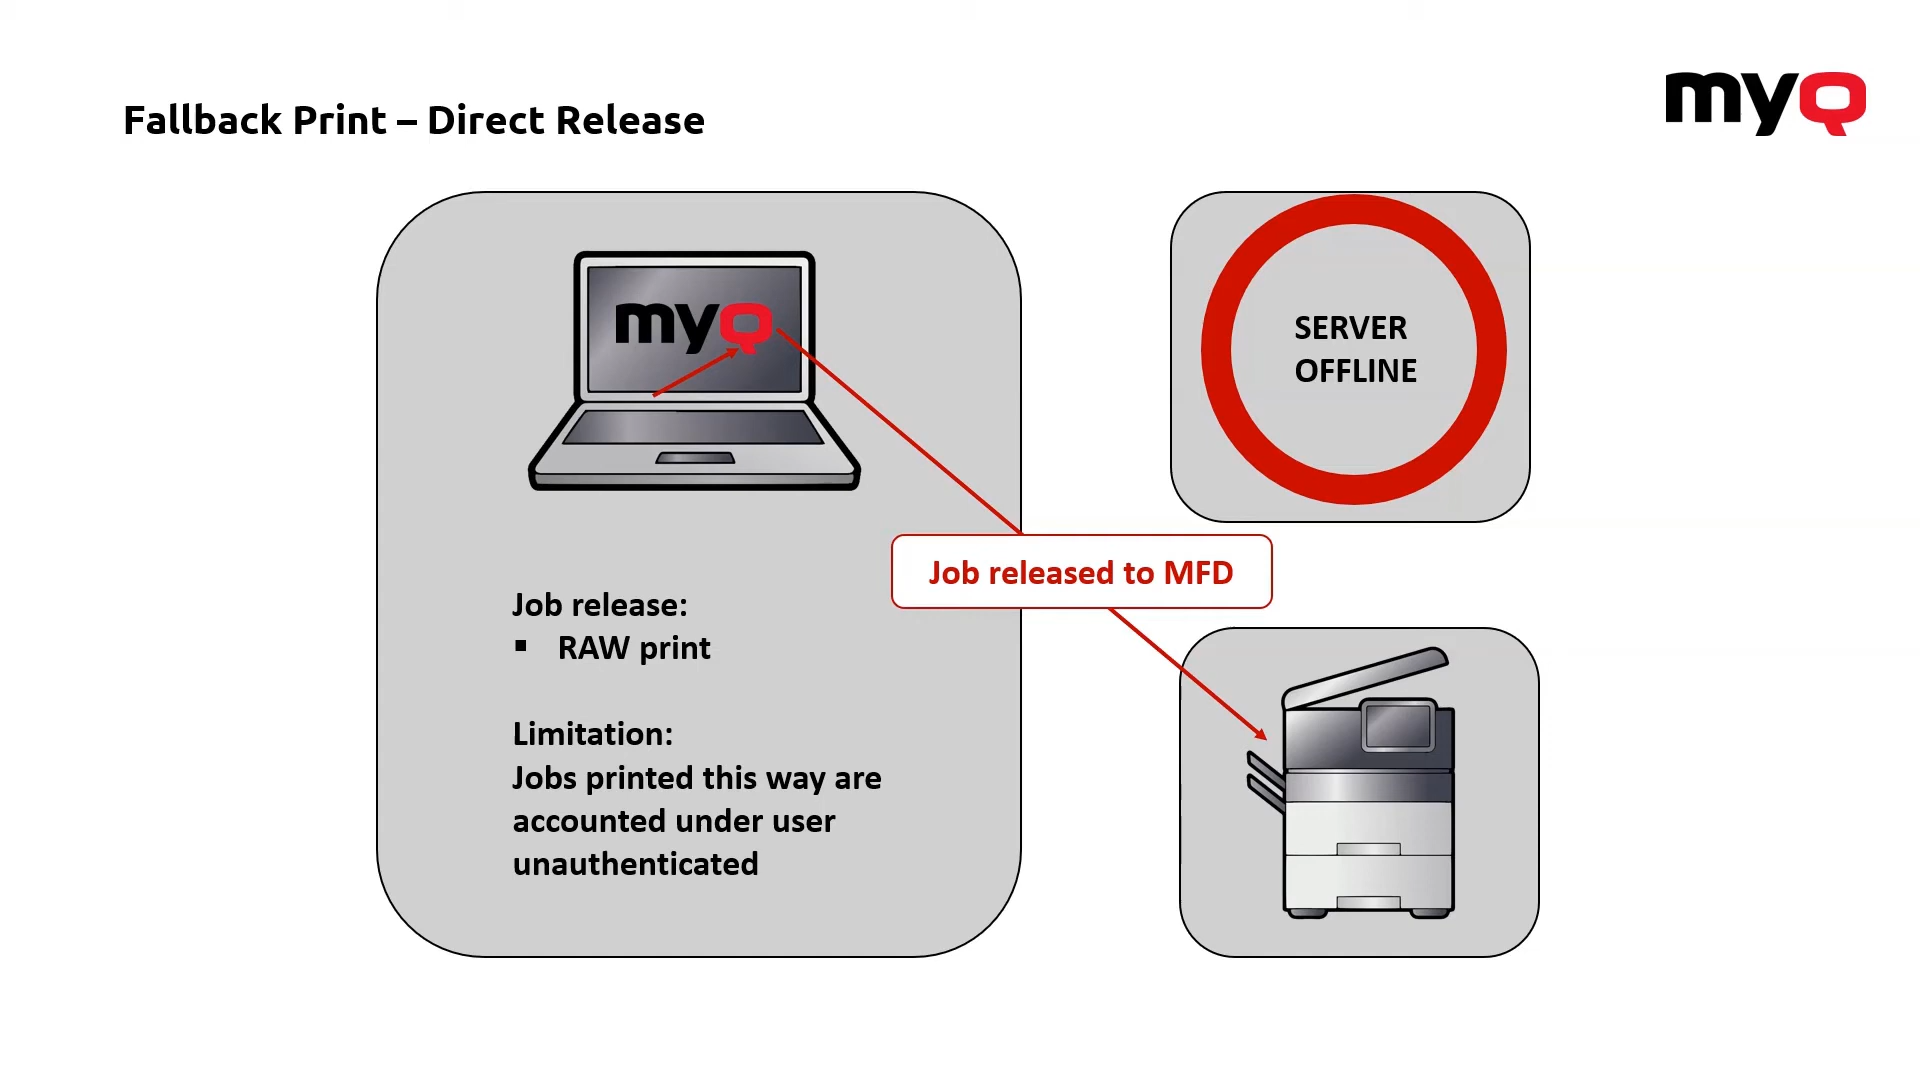 Fallback Print – Direct Release
myQ
myQ
SERVER
OFFLINE
Job released to MFD
Job release:
▪ RAW print
Limitation:
Jobs printed this way are
accounted under user
unauthenticated